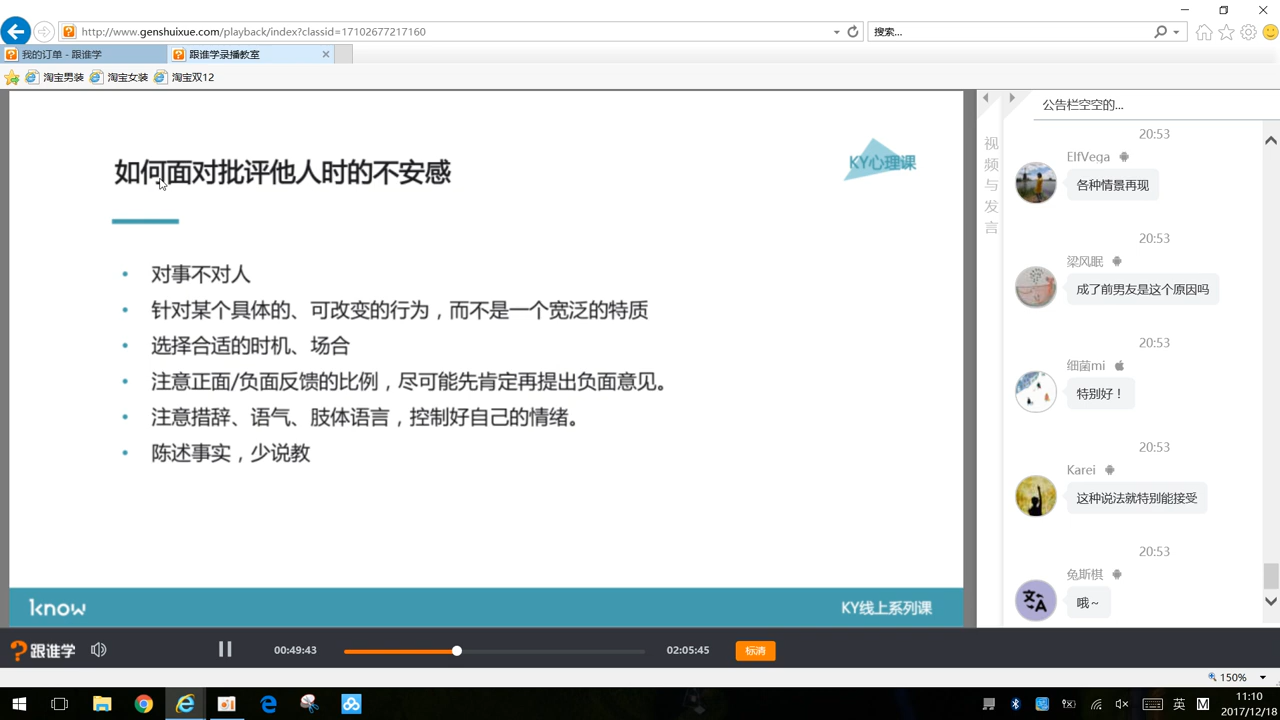 http://www.genshuixue.com/playback/index?classid=17102677217160
搜索...
我的订单 - 跟谁学
跟谁学录播教室
淘宝男装
淘宝女装
淘宝双12
如何面对批评他人时的不安感
KY心理课
• 对事不对人
• 针对某个具体的、可改变的行为，而不是一个宽泛的特质
• 选择合适的时机、场合
• 注意正面/负面反馈的比例，尽可能先肯定再提出负面意见。
• 注意措辞、语气、肢体语言，控制好自己的情绪。
• 陈述事实，少说教
know
KY线上系列课
视频与发言
公告栏空空的...
20:53
ElfVega
各种情景再现
20:53
梁风眠
成了前男友是这个原因吗
20:53
细菌mi
特别好！
20:53
Karei
这种说法就特别能接受
20:53
兔斯棋
文A
哦~
跟谁学
00:49:43
02:05:45
标清
150%
英
M
11:10
2017/12/18